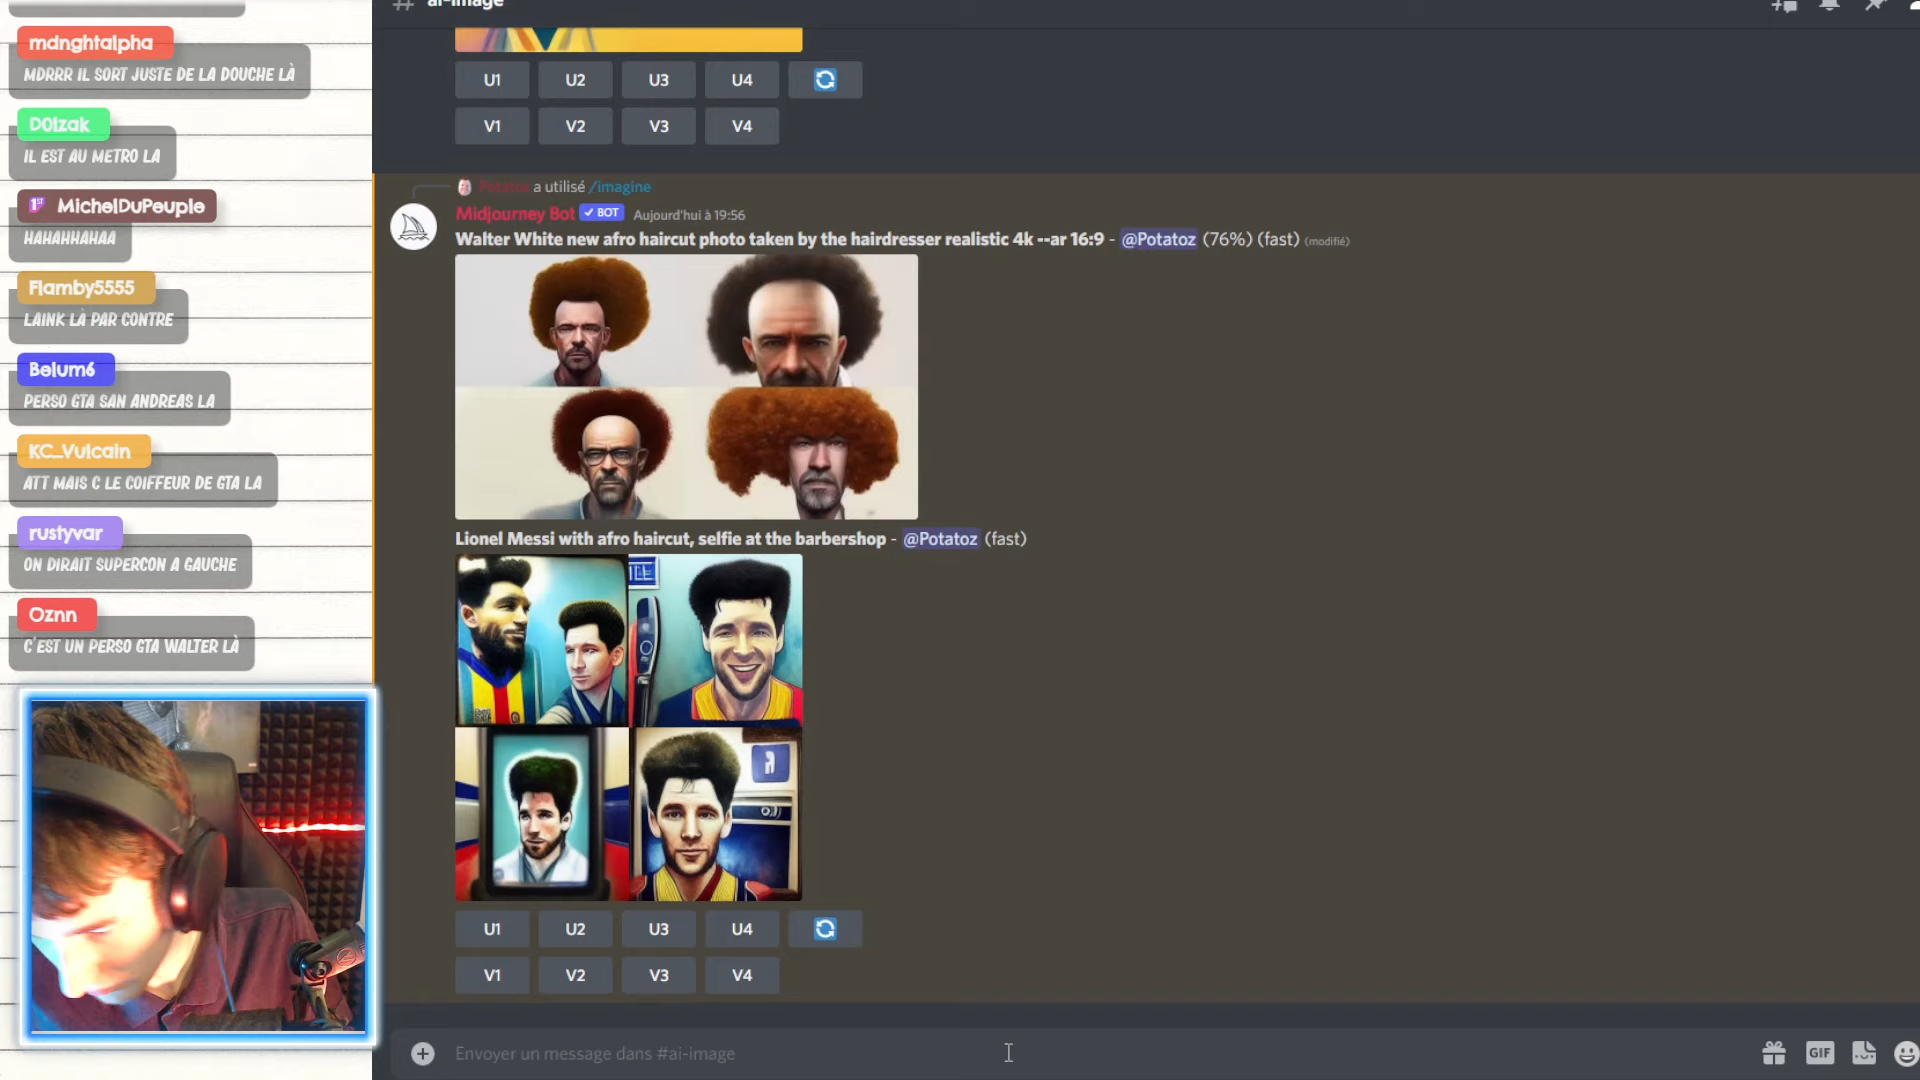 mdnghtalpha
MDRRR IL SORT JUSTE DE LA DOUCHE LÀ
D0lzak
IL EST AU METRO LA
1ST MichelDuPeuple
HAHAHHAHAA
Flamby5555
LAINK LÀ PAR CONTRE
Belum6
PERSO GTA SAN ANDREAS LA
KC_Vulcain
ATT MAIS C LE COIFFEUR DE GTA LA
rustyvar
ON DIRAIT SUPERCON A GAUCHE
Oznn
C'EST UN PERSO GTA WALTER LÀ
# ai-image
U1 U2 U3 U4
V1 V2 V3 V4
Potatoz a utilisé /imagine
Midjourney Bot ✓ BOT Aujourd'hui à 19:56
Walter White new afro haircut photo taken by the hairdresser realistic 4k --ar 16:9 - @Potatoz (76%) (fast) (modifié)
Lionel Messi with afro haircut, selfie at the barbershop - @Potatoz (fast)
U1 U2 U3 U4
V1 V2 V3 V4
Envoyer un message dans #ai-image
GIF